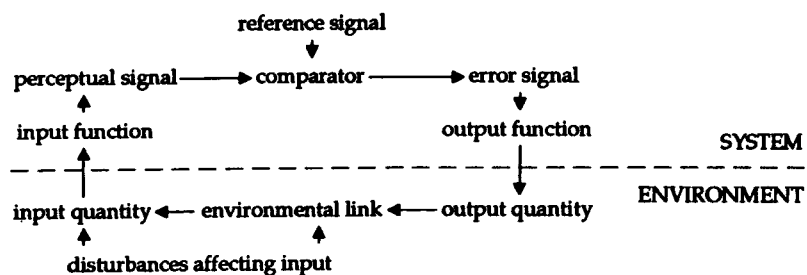 reference signal
perceptual signal comparator error signal
input function output function
SYSTEM
ENVIRONMENT
input quantity environmental link output quantity
disturbances affecting input